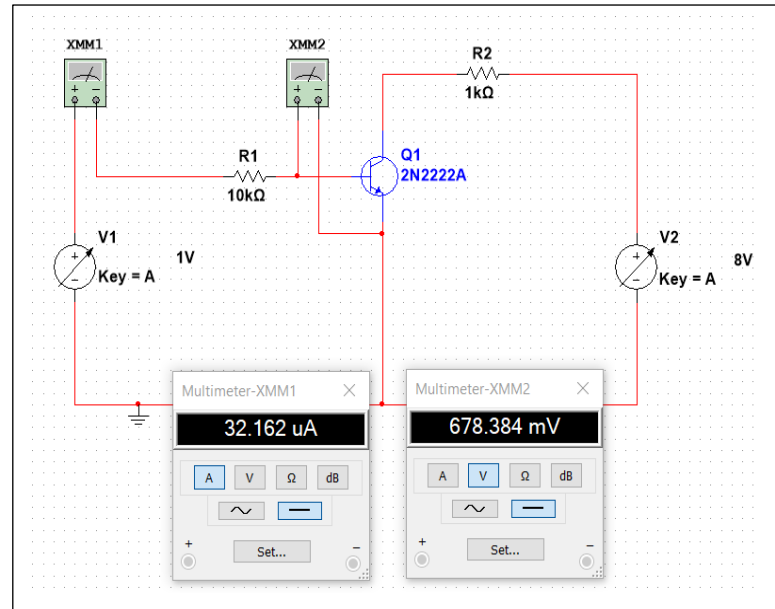 XMM1
XMM2
R2
1kΩ
R1
10kΩ
Q1
2N2222A
V1
1V
Key = A
V2
8V
Key = A
Multimeter-XMM1
32.162 uA
A V Ω dB
+ Set... −
Multimeter-XMM2
678.384 mV
A V Ω dB
+ Set... −